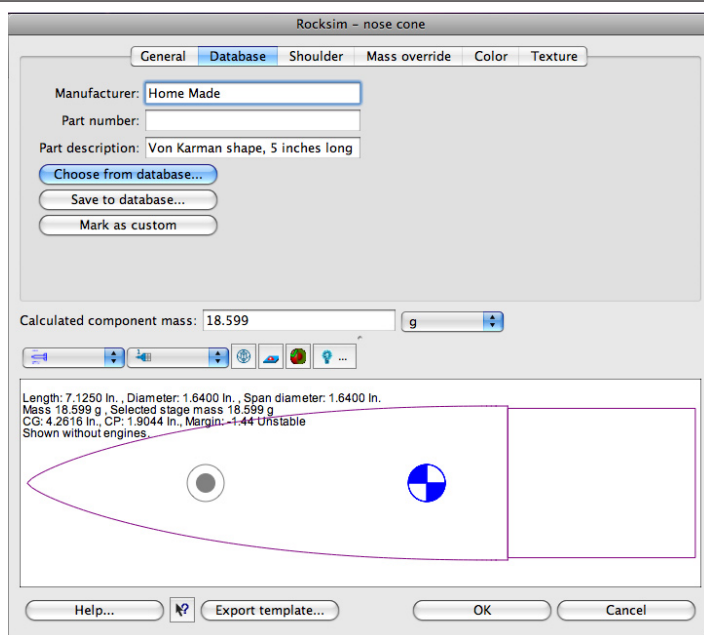 Rocksim – nose cone
General Database Shoulder Mass override Color Texture
Manufacturer: Home Made
Part number:
Part description: Von Karman shape, 5 inches long
Choose from database...
Save to database...
Mark as custom
Calculated component mass: 18.599 g
...
Length: 7.1250 In. , Diameter: 1.6400 In. , Span diameter: 1.6400 In.
Mass 18.599 g , Selected stage mass 18.599 g
CG: 4.2616 In., CP: 1.9044 In., Margin: -1.44 Unstable
Shown without engines.
Help... ? Export template... OK Cancel